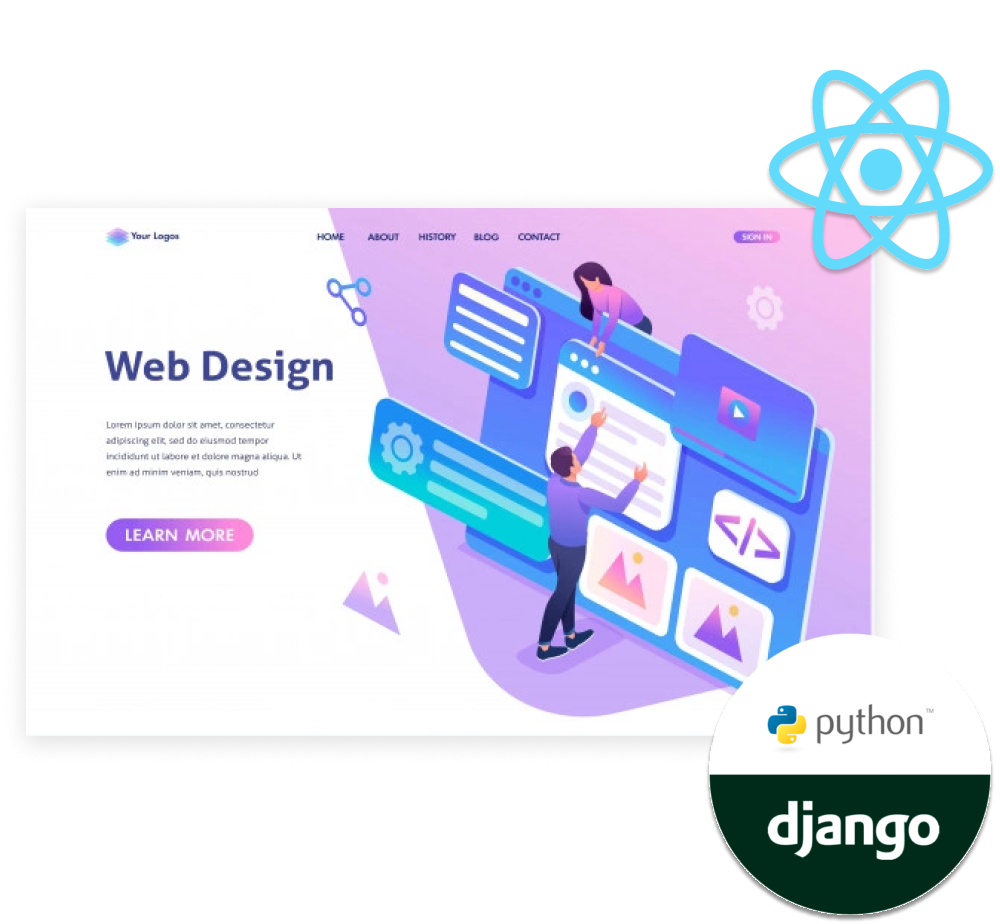 Your Logos
HOME ABOUT HISTORY BLOG CONTACT
SIGN IN
Web Design
Lorem ipsum dolor sit amet, consectetur
adipiscing elit, sed do eiusmod tempor
incididunt ut labore et dolore magna aliqua. Ut
enim ad minim veniam, quis nostrud
LEARN MORE
</>
python™
django